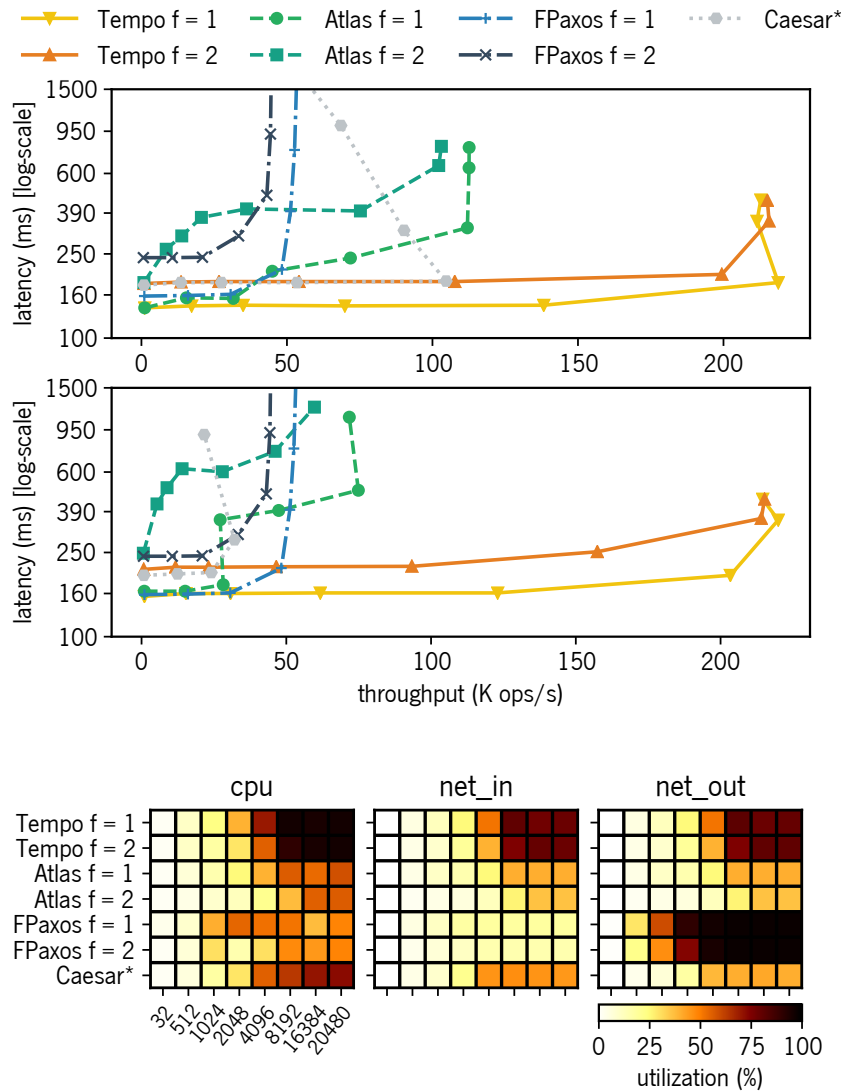 Tempo f = 1 Atlas f = 1 FPaxos f = 1 Caesar*
Tempo f = 2 Atlas f = 2 FPaxos f = 2
latency (ms) [log-scale]
1500
950
600
390
250
160
100
0 50 100 150 200
latency (ms) [log-scale]
1500
950
600
390
250
160
100
0 50 100 150 200
throughput (K ops/s)
cpu net_in net_out
Tempo f = 1
Tempo f = 2
Atlas f = 1
Atlas f = 2
FPaxos f = 1
FPaxos f = 2
Caesar*
32 512 1024 2048 4096 8192 16384 20480
0 25 50 75 100
utilization (%)